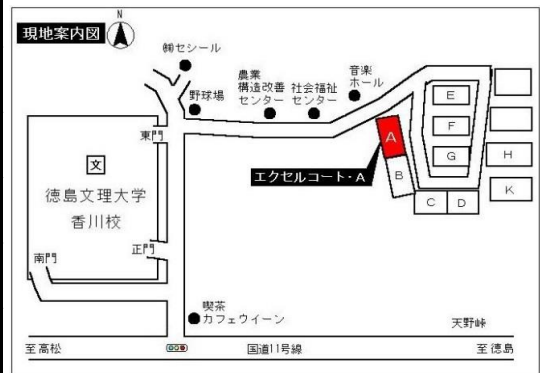 現地案内図
N
㈱セシール
野球場
農業
構造改善
センター
社会福祉
センター
音楽
ホール
東門
文
徳島文理大学
香川校
正門
南門
エクセルコート・A
A
B
C
D
E
F
G
H
K
喫茶
カフェウイーン
天野峠
至高松
国道11号線
至徳島